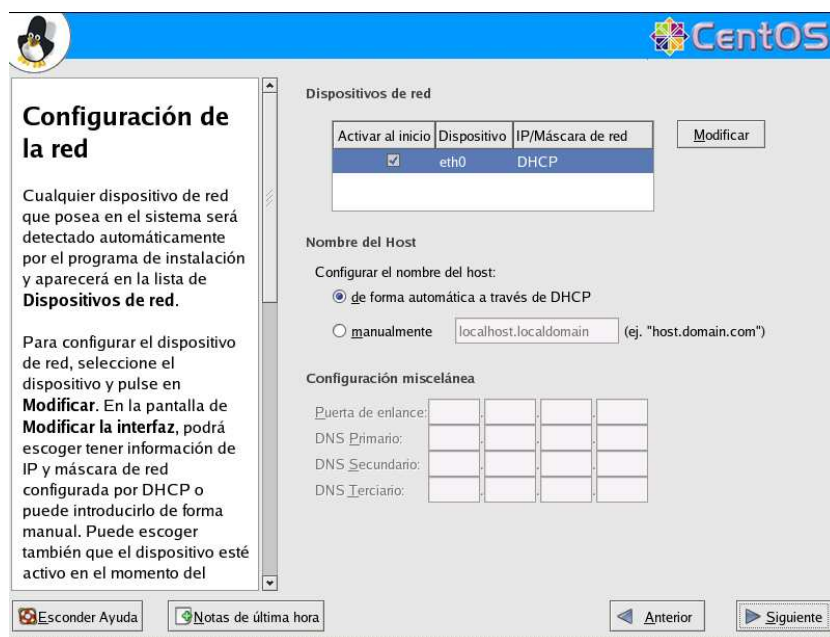 CentOS
Configuración de
la red
Cualquier dispositivo de red
que posea en el sistema será
detectado automáticamente
por el programa de instalación
y aparecerá en la lista de
Dispositivos de red.
Para configurar el dispositivo
de red, seleccione el
dispositivo y pulse en
Modificar. En la pantalla de
Modificar la interfaz, podrá
escoger tener información de
IP y máscara de red
configurada por DHCP o
puede introducirlo de forma
manual. Puede escoger
también que el dispositivo esté
activo en el momento del
Dispositivos de red
Activar al inicio Dispositivo IP/Máscara de red
eth0 DHCP
Modificar
Nombre del Host
Configurar el nombre del host:
de forma automática a través de DHCP
manualmente localhost.localdomain (ej. "host.domain.com")
Configuración miscelánea
Puerta de enlance:
DNS Primario:
DNS Secundario:
DNS Terciario:
Esconder Ayuda Notas de última hora Anterior Siguiente